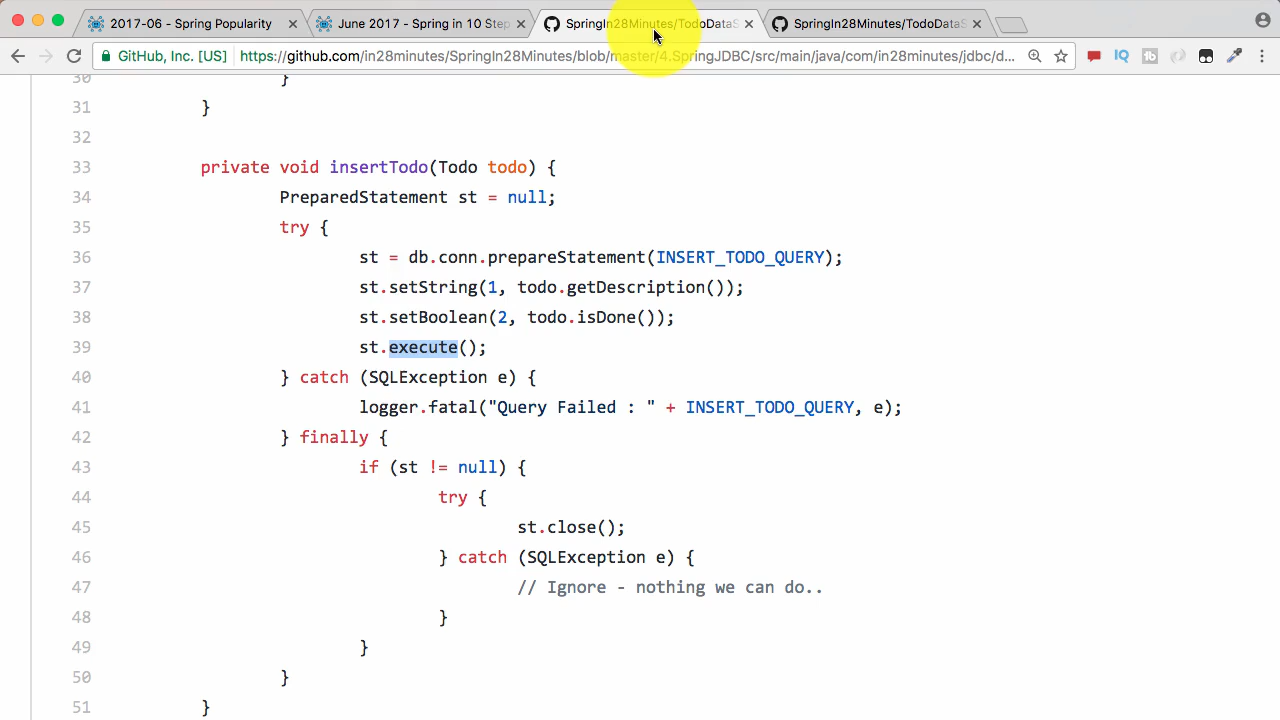 2017-06 - Spring Popularity
June 2017 - Spring in 10 Step
SpringIn28Minutes/TodoDataS
SpringIn28Minutes/TodoDataS
GitHub, Inc. [US]
https://github.com/in28minutes/SpringIn28Minutes/blob/master/4.SpringJDBC/src/main/java/com/in28minutes/jdbc/d...
30 }
31 }
32
33 private void insertTodo(Todo todo) {
34 PreparedStatement st = null;
35 try {
36 st = db.conn.prepareStatement(INSERT_TODO_QUERY);
37 st.setString(1, todo.getDescription());
38 st.setBoolean(2, todo.isDone());
39 st.execute();
40 } catch (SQLException e) {
41 logger.fatal("Query Failed : " + INSERT_TODO_QUERY, e);
42 } finally {
43 if (st != null) {
44 try {
45 st.close();
46 } catch (SQLException e) {
47 // Ignore - nothing we can do..
48 }
49 }
50 }
51 }